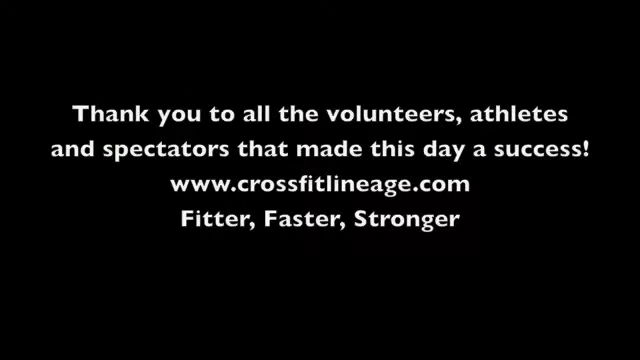 Thank you to all the volunteers, athletes
and spectators that made this day a success!
www.crossfitlineage.com
Fitter, Faster, Stronger